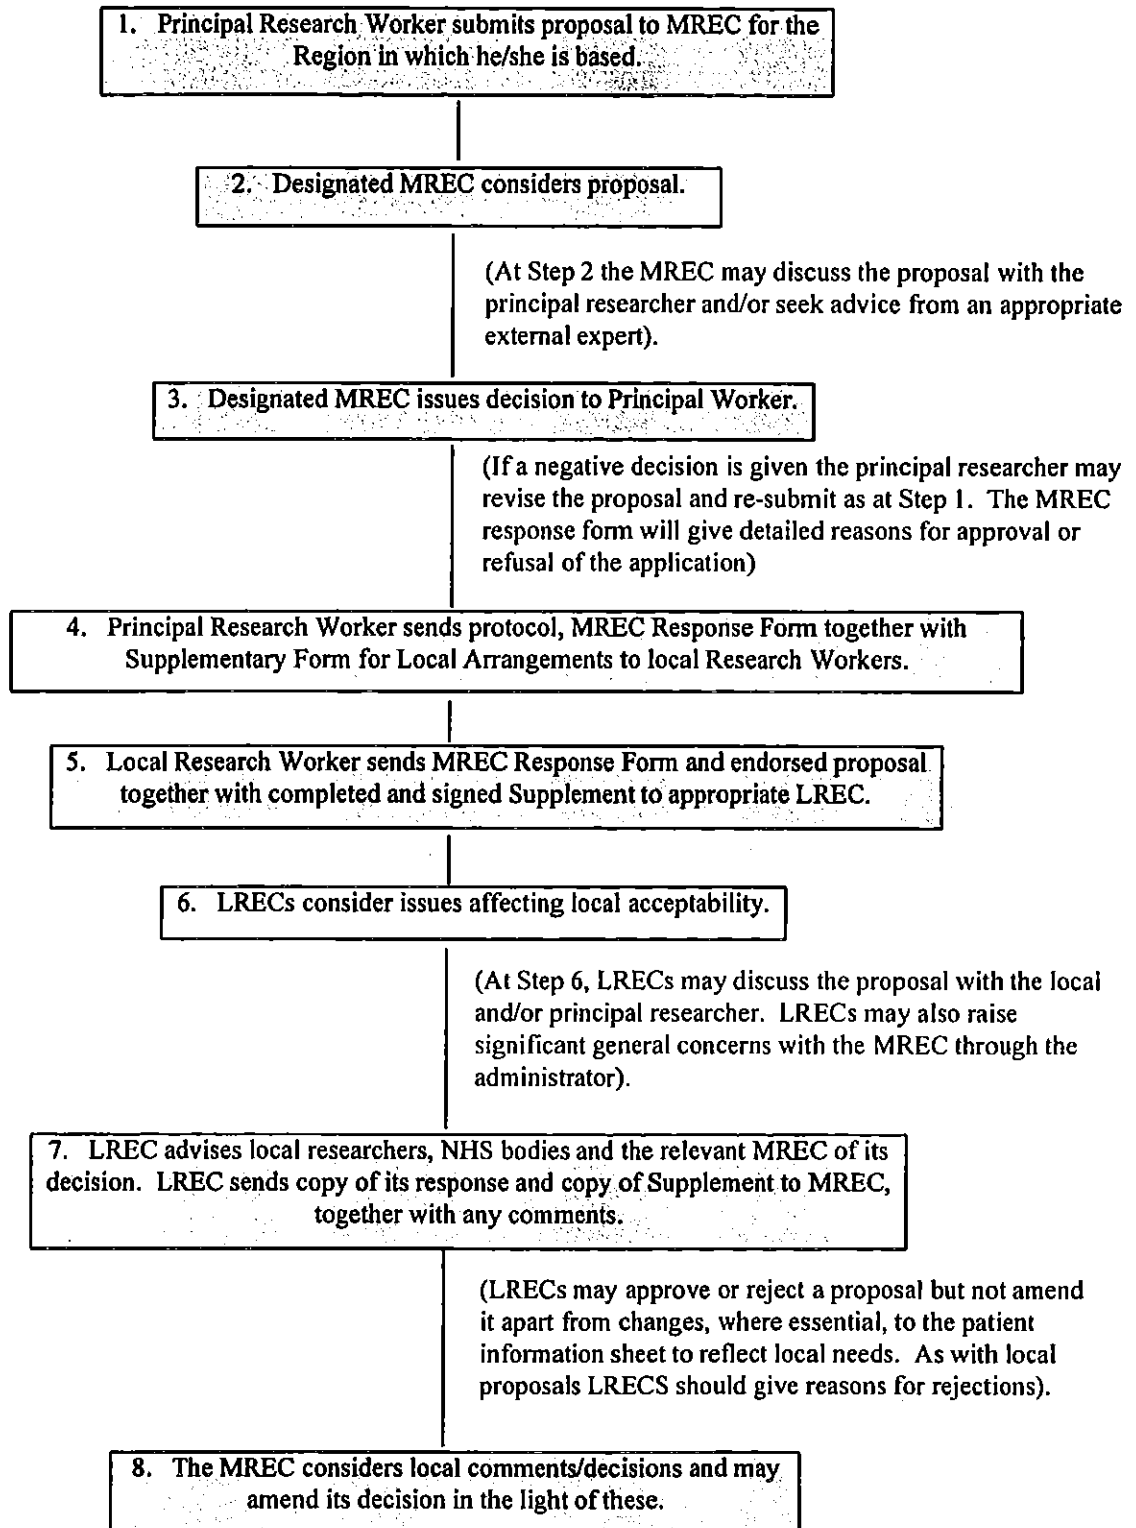 1. Principal Research Worker submits proposal to MREC for the
Region in which he/she is based.
2. Designated MREC considers proposal.
(At Step 2 the MREC may discuss the proposal with the
principal researcher and/or seek advice from an appropriate
external expert).
3. Designated MREC issues decision to Principal Worker.
(If a negative decision is given the principal researcher may
revise the proposal and re-submit as at Step 1. The MREC
response form will give detailed reasons for approval or
refusal of the application)
4. Principal Research Worker sends protocol, MREC Response Form together with
Supplementary Form for Local Arrangements to local Research Workers.
5. Local Research Worker sends MREC Response Form and endorsed proposal
together with completed and signed Supplement to appropriate LREC.
6. LRECs consider issues affecting local acceptability.
(At Step 6, LRECs may discuss the proposal with the local
and/or principal researcher. LRECs may also raise
significant general concerns with the MREC through the
administrator).
7. LREC advises local researchers, NHS bodies and the relevant MREC of its
decision. LREC sends copy of its response and copy of Supplement to MREC,
together with any comments.
(LRECs may approve or reject a proposal but not amend
it apart from changes, where essential, to the patient
information sheet to reflect local needs. As with local
proposals LRECS should give reasons for rejections).
8. The MREC considers local comments/decisions and may
amend its decision in the light of these.